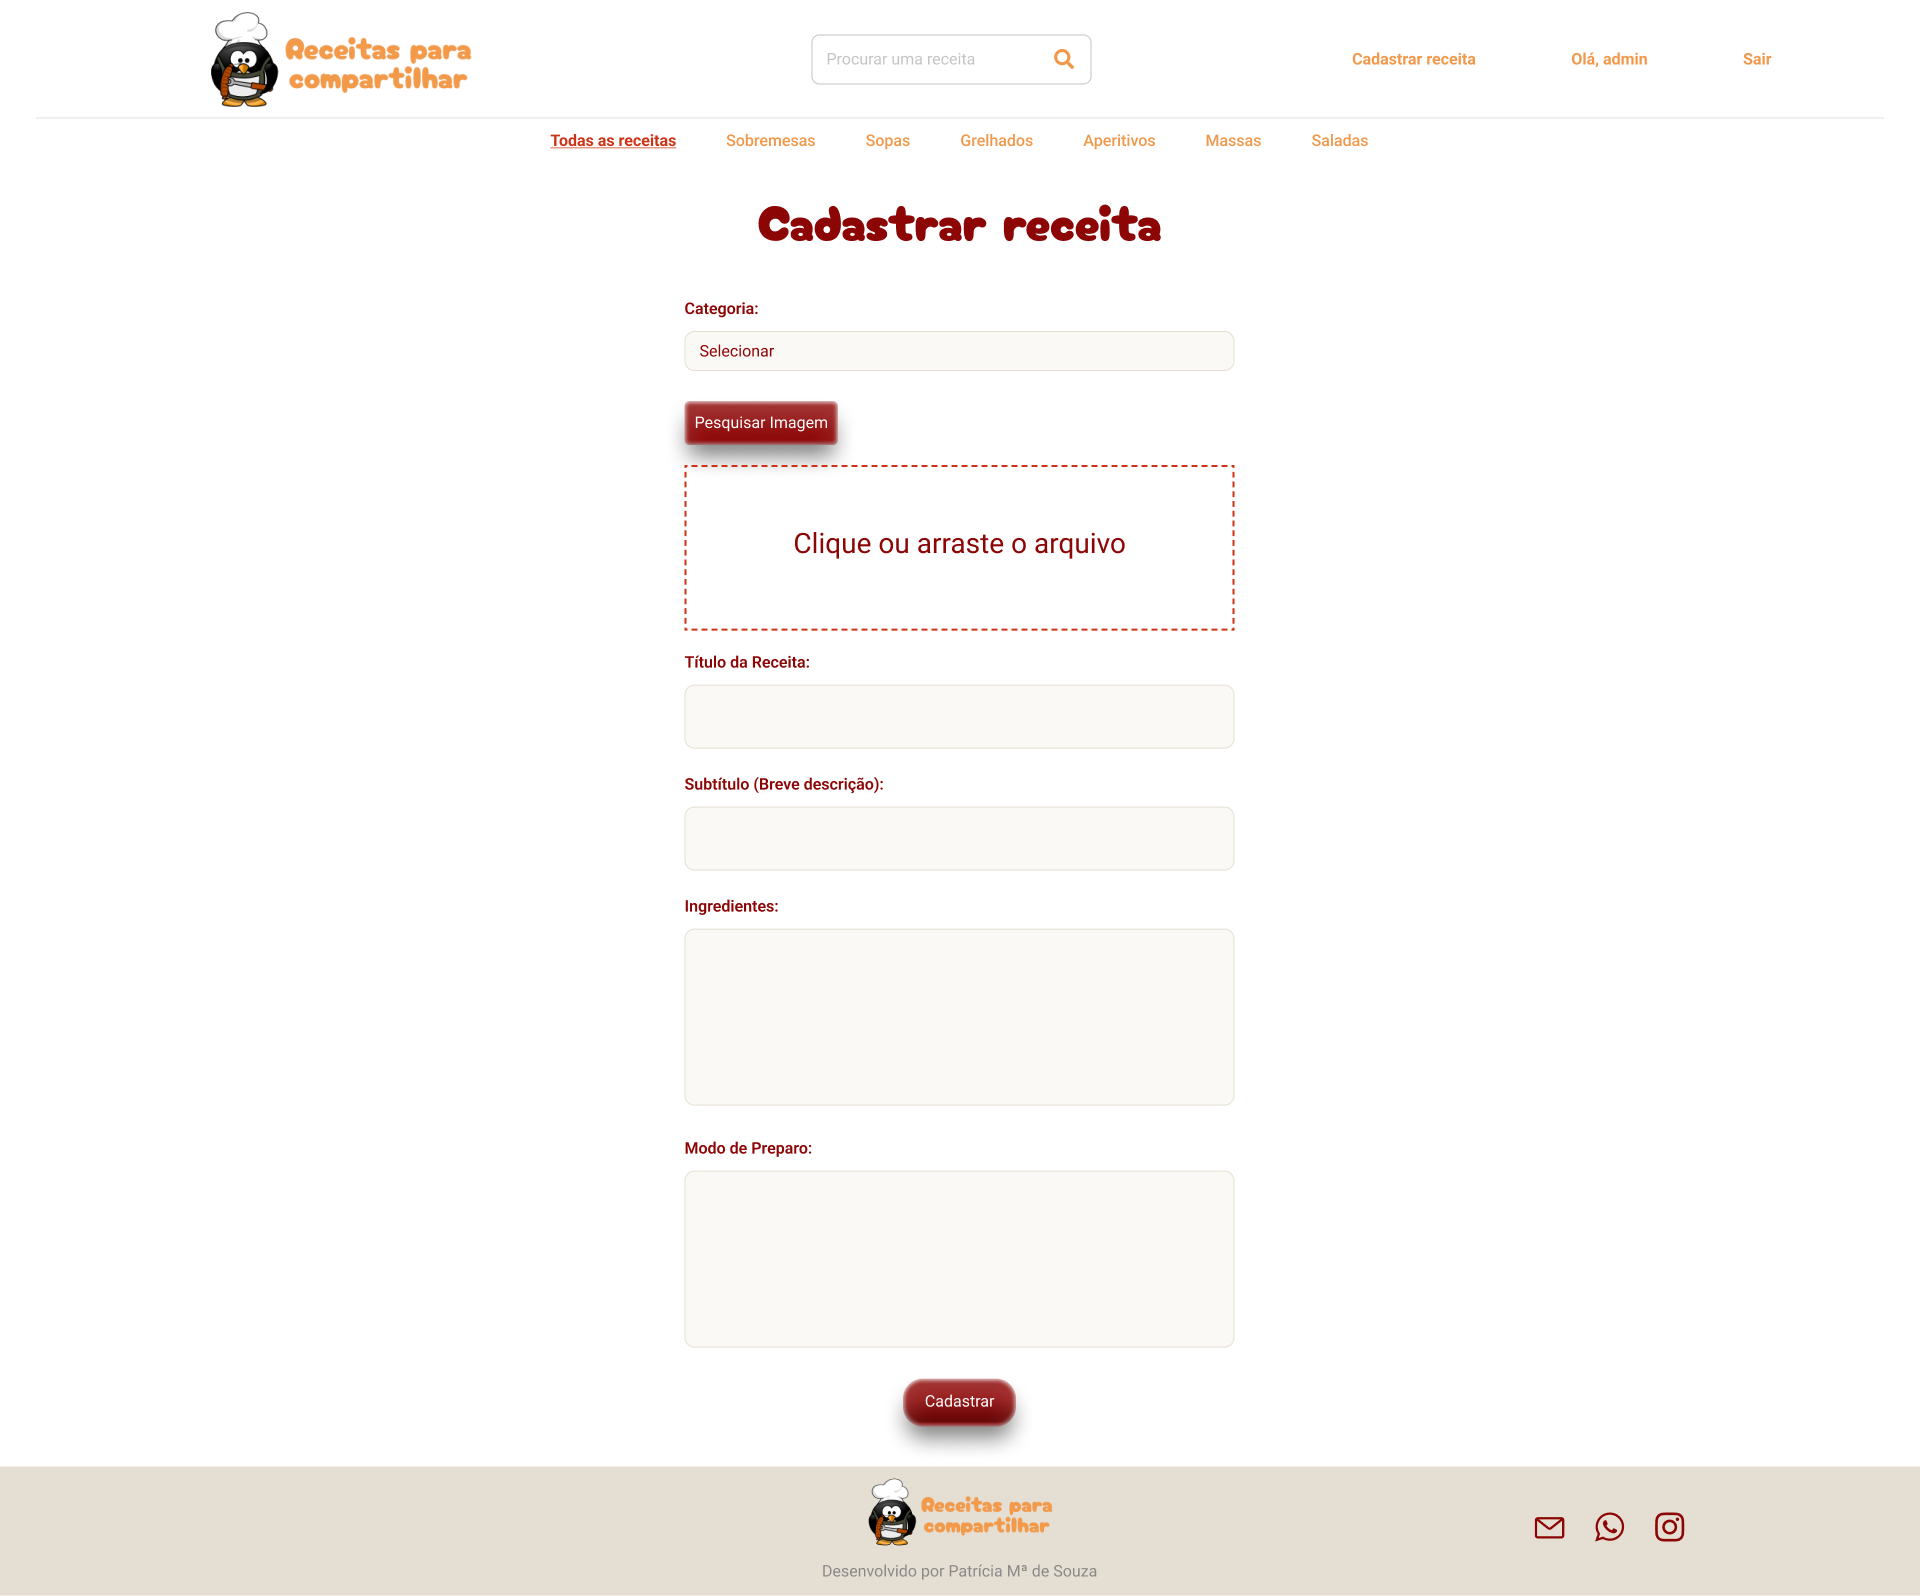 Receitas para
compartilhar
Procurar uma receita
Cadastrar receita
Olá, admin
Sair
Todas as receitas
Sobremesas
Sopas
Grelhados
Aperitivos
Massas
Saladas
Cadastrar receita
Categoria:
Selecionar
Pesquisar Imagem
Clique ou arraste o arquivo
Título da Receita:
Subtítulo (Breve descrição):
Ingredientes:
Modo de Preparo:
Cadastrar
Receitas para
compartilhar
Desenvolvido por Patrícia Mª de Souza